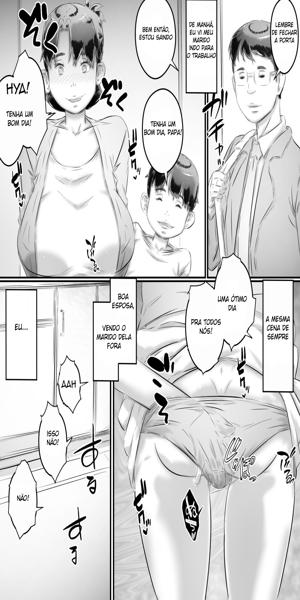 LEMBRE
DE FECHAR
A PORTA
DE MANHÃ,
EU VI MEU
MARIDO
INDO PARA
O TRABALHO
BEM ENTÃO,
ESTOU SAINDO
HYA!
TENHA UM
BOM DIA!
TENHA UM
BOM DIA, PAPA!
A MESMA
CENA DE
SEMPRE
UMA ÓTIMO
DIA
PRA TODOS
NÓS!
BOA
ESPOSA,
VENDO O
MARIDO DELA
FORA
EU...
AAH
ISSO
NÃO!
NÃO!